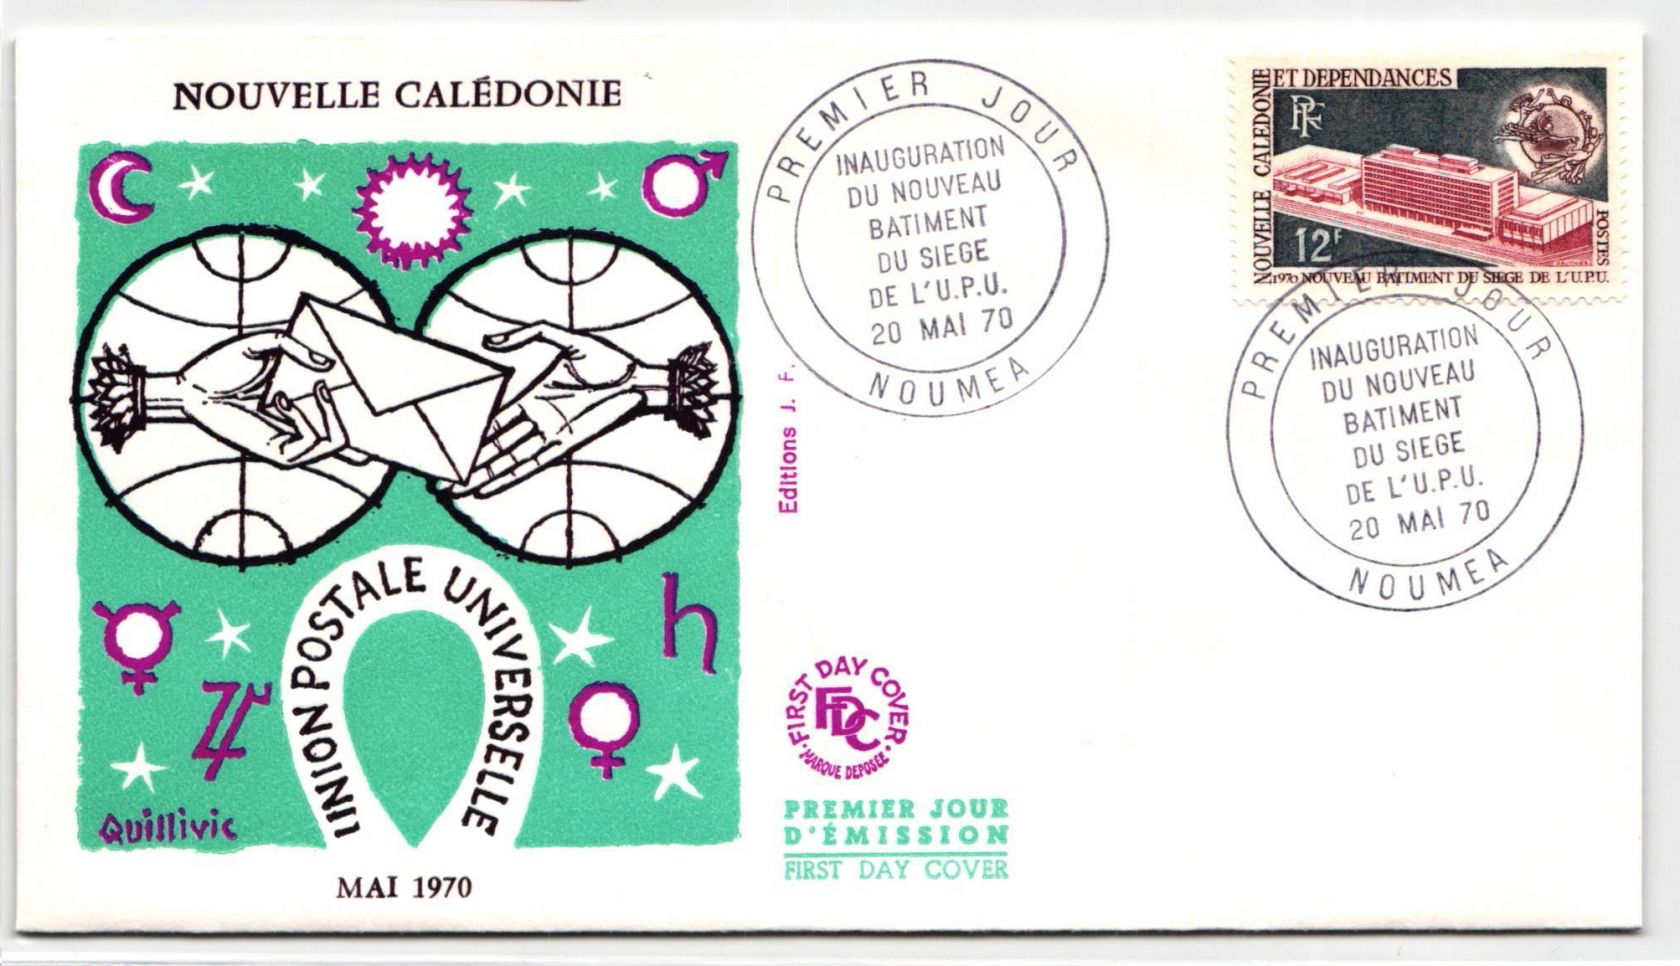 NOUVELLE CALÉDONIE
UNION POSTALE UNIVERSELLE
Quillivic
MAI 1970
Editions J. F.
PREMIER JOUR
INAUGURATION
DU NOUVEAU
BATIMENT
DU SIEGE
DE L'U.P.U.
20 MAI 70
NOUMEA
FIRST DAY COVER
FDC
MARQUE DEPOSÉE
PREMIER JOUR
D'ÉMISSION
FIRST DAY COVER
NOUVELLE CALEDONIE
ET DEPENDANCES
RF
12F
POSTES
1970 NOUVEAU BATIMENT DU SIEGE DE L'U.P.U.
PREMIER JOUR
INAUGURATION
DU NOUVEAU
BATIMENT
DU SIEGE
DE L'U.P.U.
20 MAI 70
NOUMEA